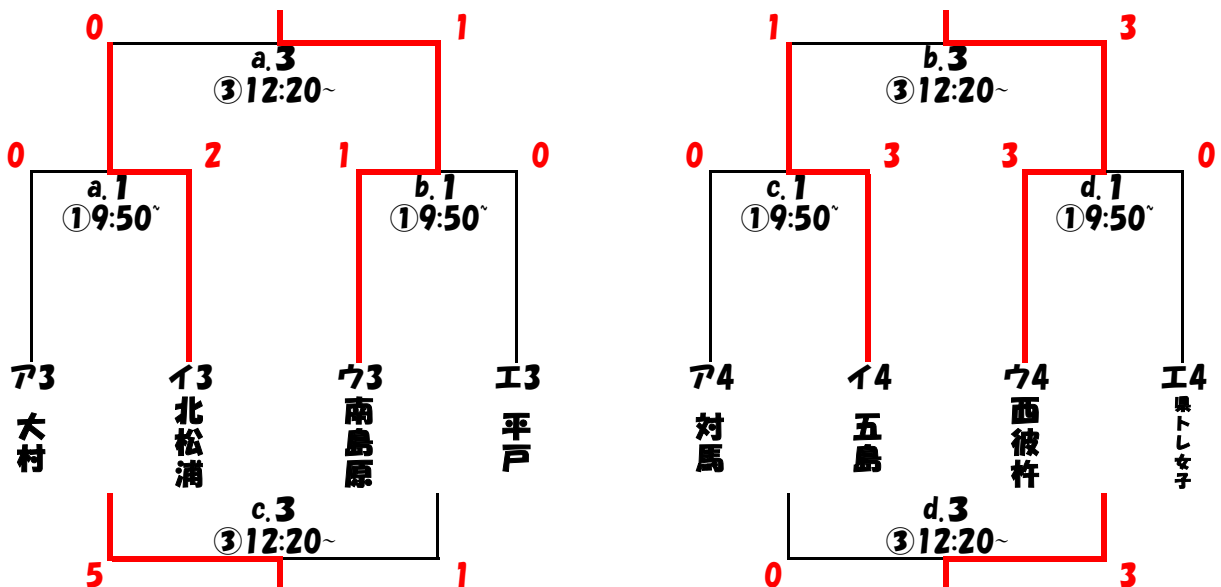 0 1 1 3
a.3 b.3
③12:20~ ③12:20~
0 2 1 0 0 3 3 0
a.1 b.1 c.1 d.1
①9:50~ ①9:50~ ①9:50~ ①9:50~
ア3 イ3 ウ3 エ3 ア4 イ4 ウ4 エ4
大村
北松浦
南島原
平戸
対馬
五島
西彼杵
県トレ女子
c.3 d.3
③12:20~ ③12:20~
5 1 0 3